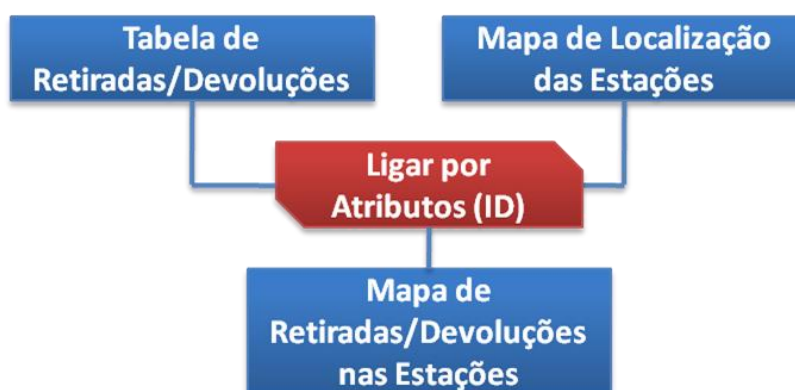 Tabela de
Retiradas/Devoluções
Mapa de Localização
das Estações
Ligar por
Atributos (ID)
Mapa de
Retiradas/Devoluções
nas Estações